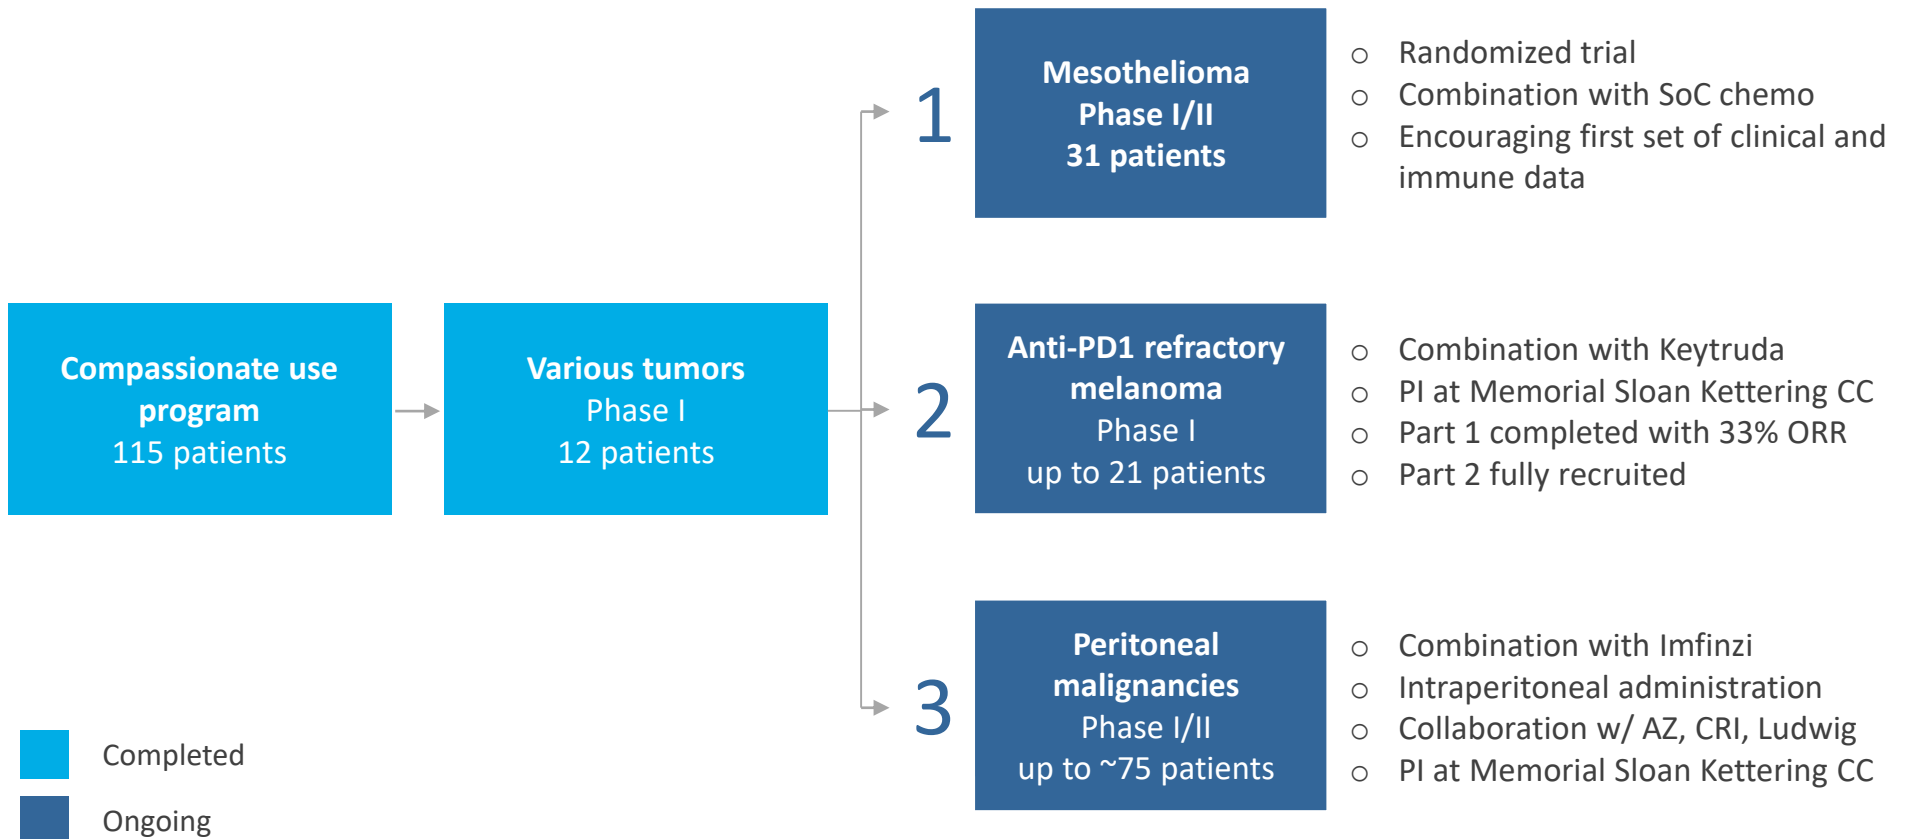 Compassionate use
program
115 patients
Various tumors
Phase I
12 patients
1
Mesothelioma
Phase I/II
31 patients
o Randomized trial
o Combination with SoC chemo
o Encouraging first set of clinical and
immune data
2
Anti-PD1 refractory
melanoma
Phase I
up to 21 patients
o Combination with Keytruda
o PI at Memorial Sloan Kettering CC
o Part 1 completed with 33% ORR
o Part 2 fully recruited
3
Peritoneal
malignancies
Phase I/II
up to ~75 patients
o Combination with Imfinzi
o Intraperitoneal administration
o Collaboration w/ AZ, CRI, Ludwig
o PI at Memorial Sloan Kettering CC
Completed
Ongoing